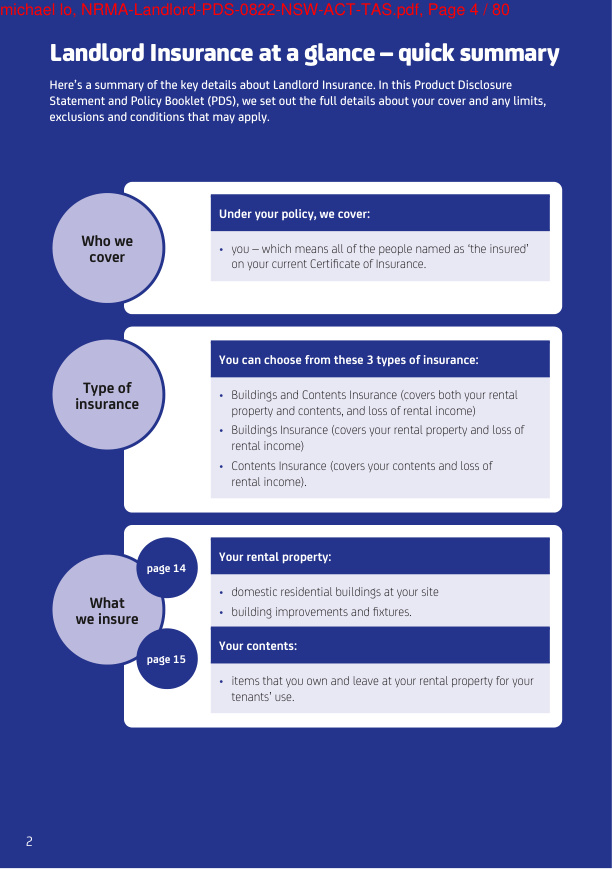 michael lo, NRMA-Landlord-PDS-0822-NSW-ACT-TAS.pdf, Page 4 / 80
Landlord Insurance at a glance – quick summary
Here's a summary of the key details about Landlord Insurance. In this Product Disclosure
Statement and Policy Booklet (PDS), we set out the full details about your cover and any limits,
exclusions and conditions that may apply.
Who we
cover
Under your policy, we cover:
• you – which means all of the people named as 'the insured'
on your current Certificate of Insurance.
Type of
insurance
You can choose from these 3 types of insurance:
• Buildings and Contents Insurance (covers both your rental
property and contents, and loss of rental income)
• Buildings Insurance (covers your rental property and loss of
rental income)
• Contents Insurance (covers your contents and loss of
rental income).
What
we insure
page 14
Your rental property:
• domestic residential buildings at your site
• building improvements and fixtures.
page 15
Your contents:
• items that you own and leave at your rental property for your
tenants' use.
2